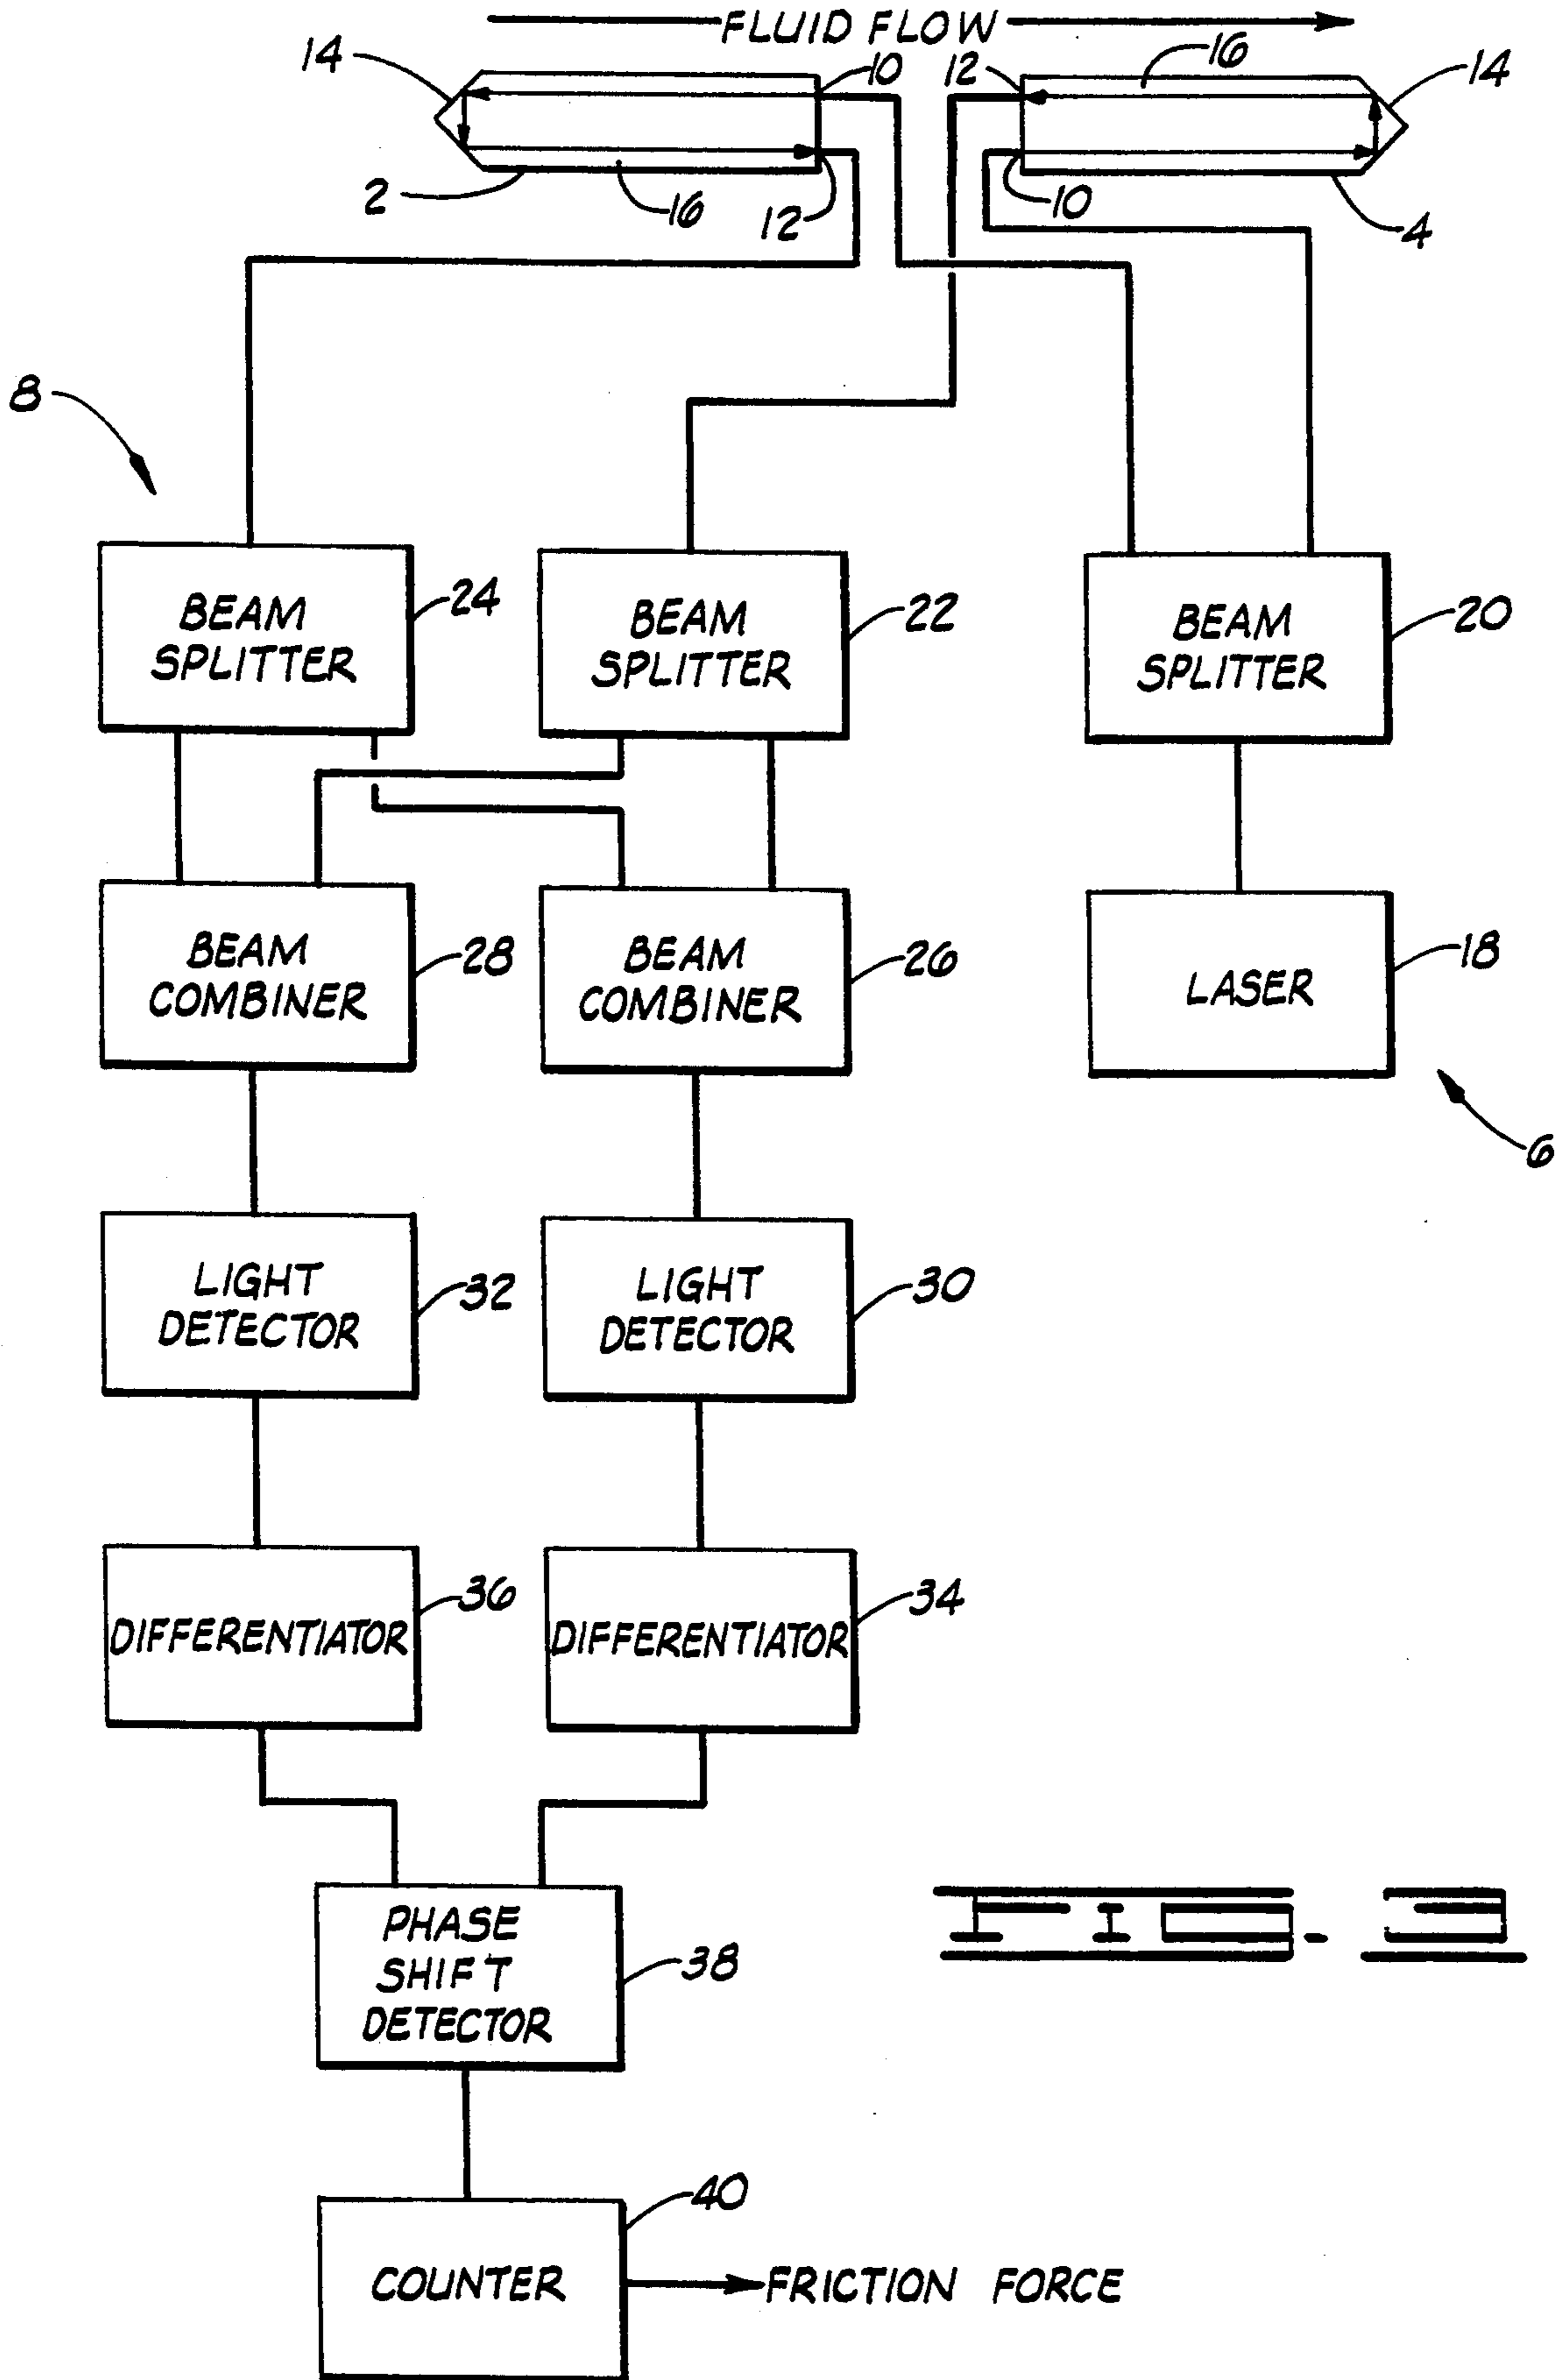 FLUID FLOW
14
10
12
16
14
2
16
12
10
4
8
BEAM
SPLITTER
24
BEAM
SPLITTER
22
BEAM
SPLITTER
20
BEAM
COMBINER
28
BEAM
COMBINER
26
LASER
18
6
LIGHT
DETECTOR
32
LIGHT
DETECTOR
30
DIFFERENTIATOR
36
DIFFERENTIATOR
34
PHASE
SHIFT
DETECTOR
38
COUNTER
40
FRICTION FORCE